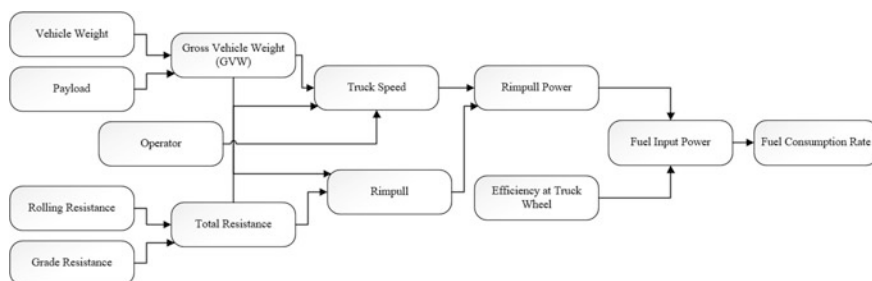 Vehicle Weight
Payload
Gross Vehicle Weight
(GVW)
Operator
Rolling Resistance
Grade Resistance
Total Resistance
Truck Speed
Rimpull
Rimpull Power
Efficiency at Truck
Wheel
Fuel Input Power
Fuel Consumption Rate